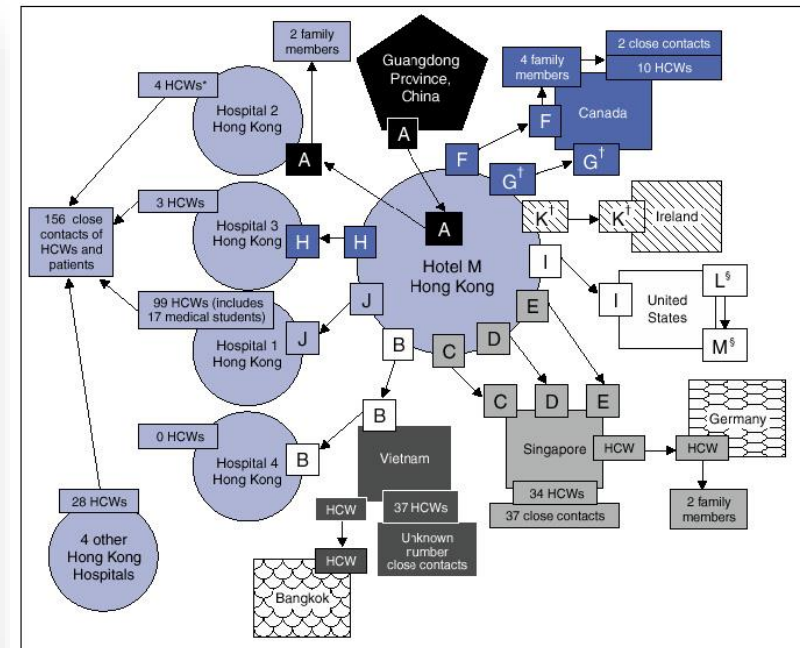 2 family
members
Guangdong
Province,
China
A
4 family
members
2 close contacts
10 HCWs
F
Canada
G†
4 HCWs*
Hospital 2
Hong Kong
A
F
G†
A
K†
K†
Ireland
3 HCWs
Hospital 3
Hong Kong
H
H
156 close
contacts of
HCWs and
patients
Hotel M
Hong Kong
I
I
United
States
L§
M§
99 HCWs (includes
17 medical students)
Hospital 1
Hong Kong
J
J
E
D
C
B
0 HCWs
Hospital 4
Hong Kong
B
B
Vietnam
C
D
E
Singapore
HCW
HCW
Germany
34 HCWs
37 close contacts
2 family
members
28 HCWs
4 other
Hong Kong
Hospitals
HCW
37 HCWs
Unknown
number
close contacts
HCW
Bangkok